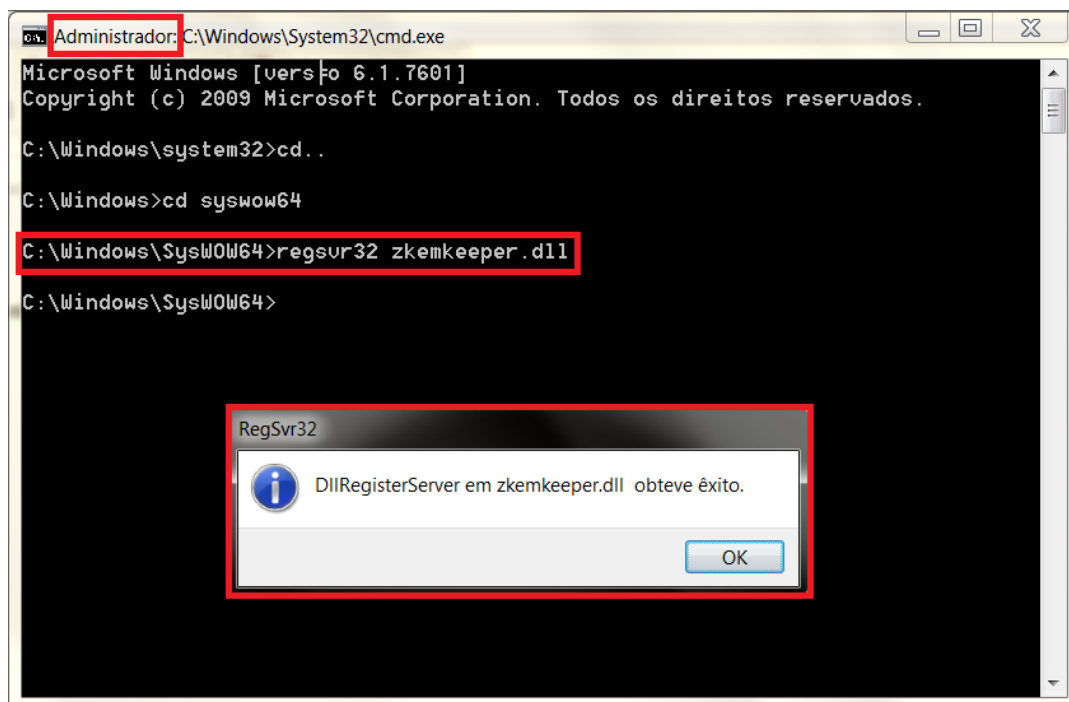 Administrador: C:\Windows\System32\cmd.exe
Microsoft Windows [vers├o 6.1.7601]
Copyright (c) 2009 Microsoft Corporation. Todos os direitos reservados.
C:\Windows\system32>cd..
C:\Windows>cd syswow64
C:\Windows\SysWOW64>regsvr32 zkemkeeper.dll
C:\Windows\SysWOW64>
RegSvr32
DllRegisterServer em zkemkeeper.dll obteve êxito.
OK